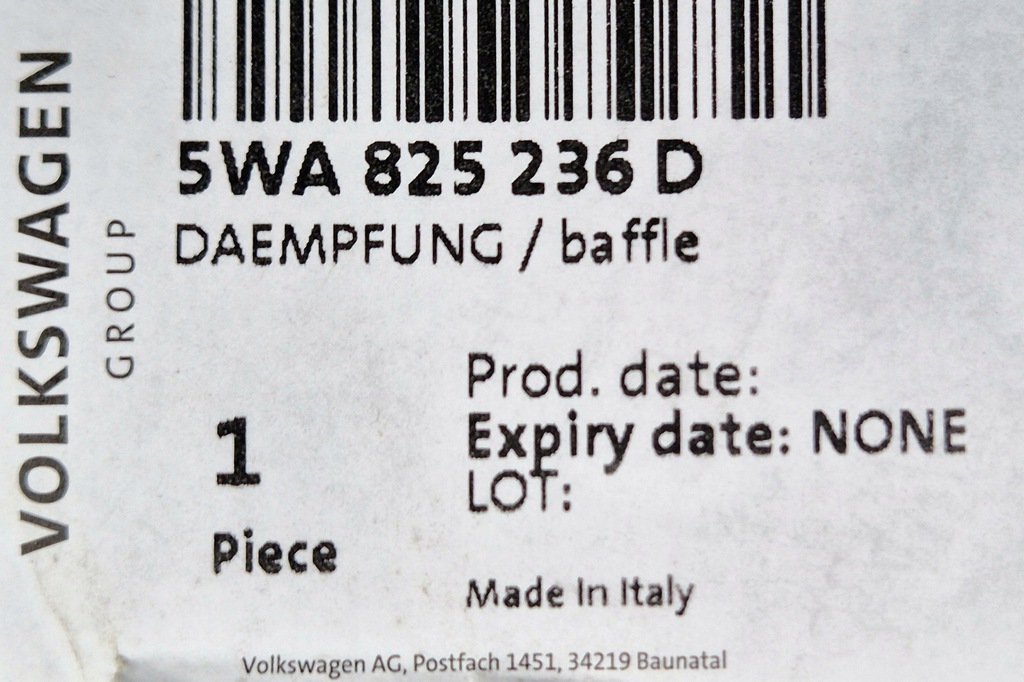 VOLKSWAGEN
GROUP
5WA 825 236 D
DAEMPFUNG / baffle
1
Piece
Prod. date:
Expiry date: NONE
LOT:
Made In Italy
Volkswagen AG, Postfach 1451, 34219 Baunatal